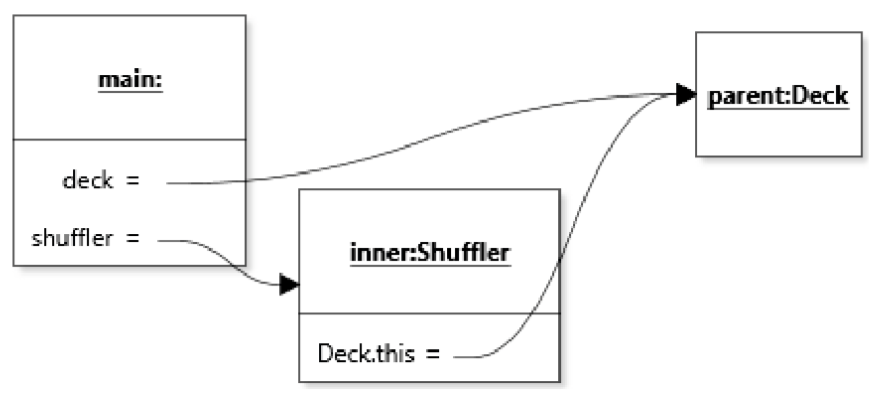 main:
deck =
shuffler =
inner:Shuffler
Deck.this =
parent:Deck